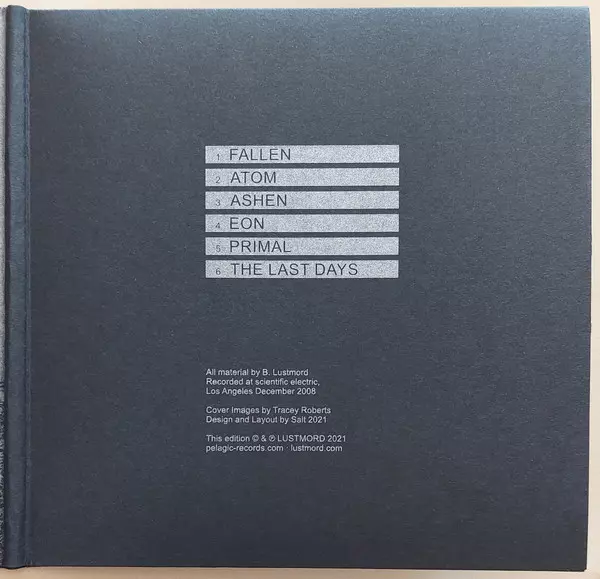 1 FALLEN
2 ATOM
3 ASHEN
4 EON
5 PRIMAL
6 THE LAST DAYS
All material by B. Lustmord
Recorded at scientific electric,
Los Angeles December 2008
Cover Images by Tracey Roberts
Design and Layout by Salt 2021
This edition © & ℗ LUSTMORD 2021
pelagic-records.com · lustmord.com